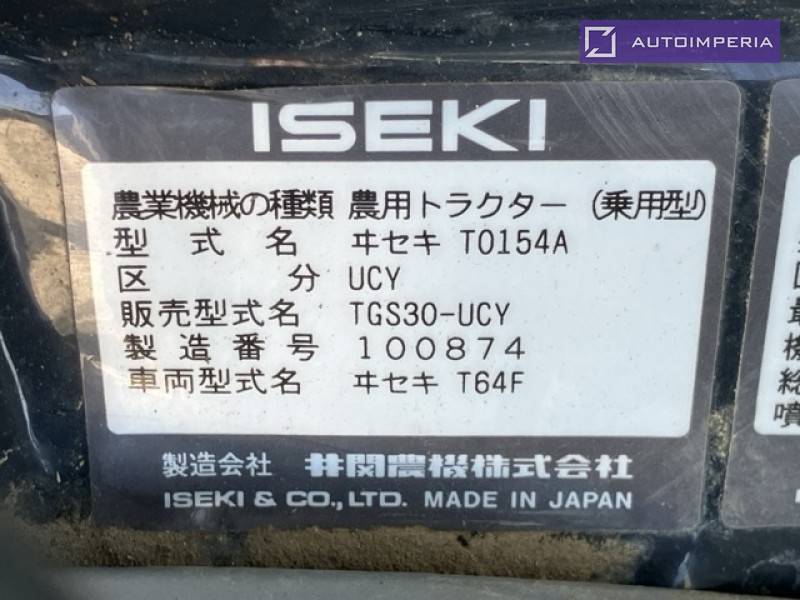 AUTOIMPERIA
ISEKI
農業機械の種類 農用トラクター (乗用型)
型式名 ヰセキ TO154A
区分 UCY
販売型式名 TGS30-UCY
製造番号 100874
車両型式名 ヰセキ T64F
製造会社 井関農機株式会社
ISEKI & CO.,LTD. MADE IN JAPAN
機
総
噴